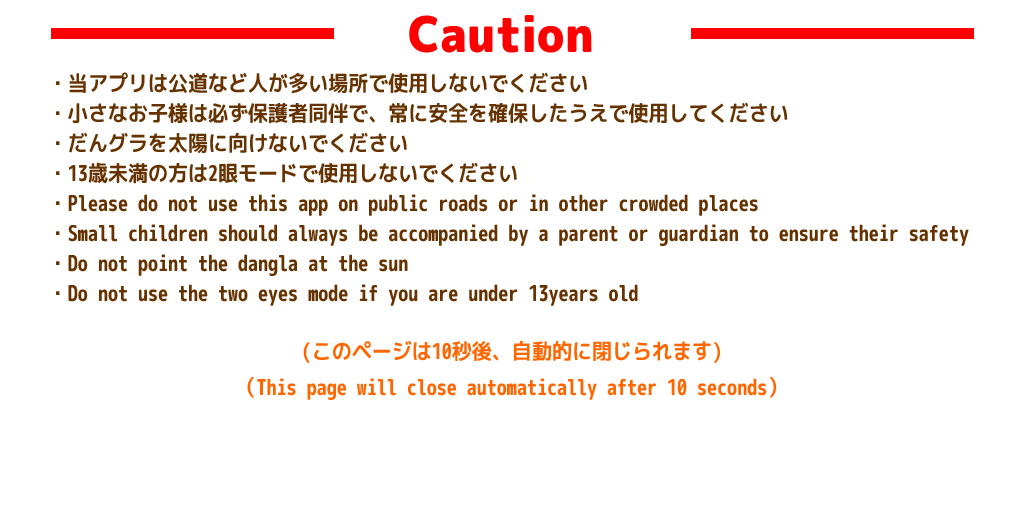 Caution
・当アプリは公道など人が多い場所で使用しないでください
・小さなお子様は必ず保護者同伴で、常に安全を確保したうえで使用してください
・だんグラを太陽に向けないでください
・13歳未満の方は2眼モードで使用しないでください
・Please do not use this app on public roads or in other crowded places
・Small children should always be accompanied by a parent or guardian to ensure their safety
・Do not point the dangla at the sun
・Do not use the two eyes mode if you are under 13years old
(このページは10秒後、自動的に閉じられます)
(This page will close automatically after 10 seconds)